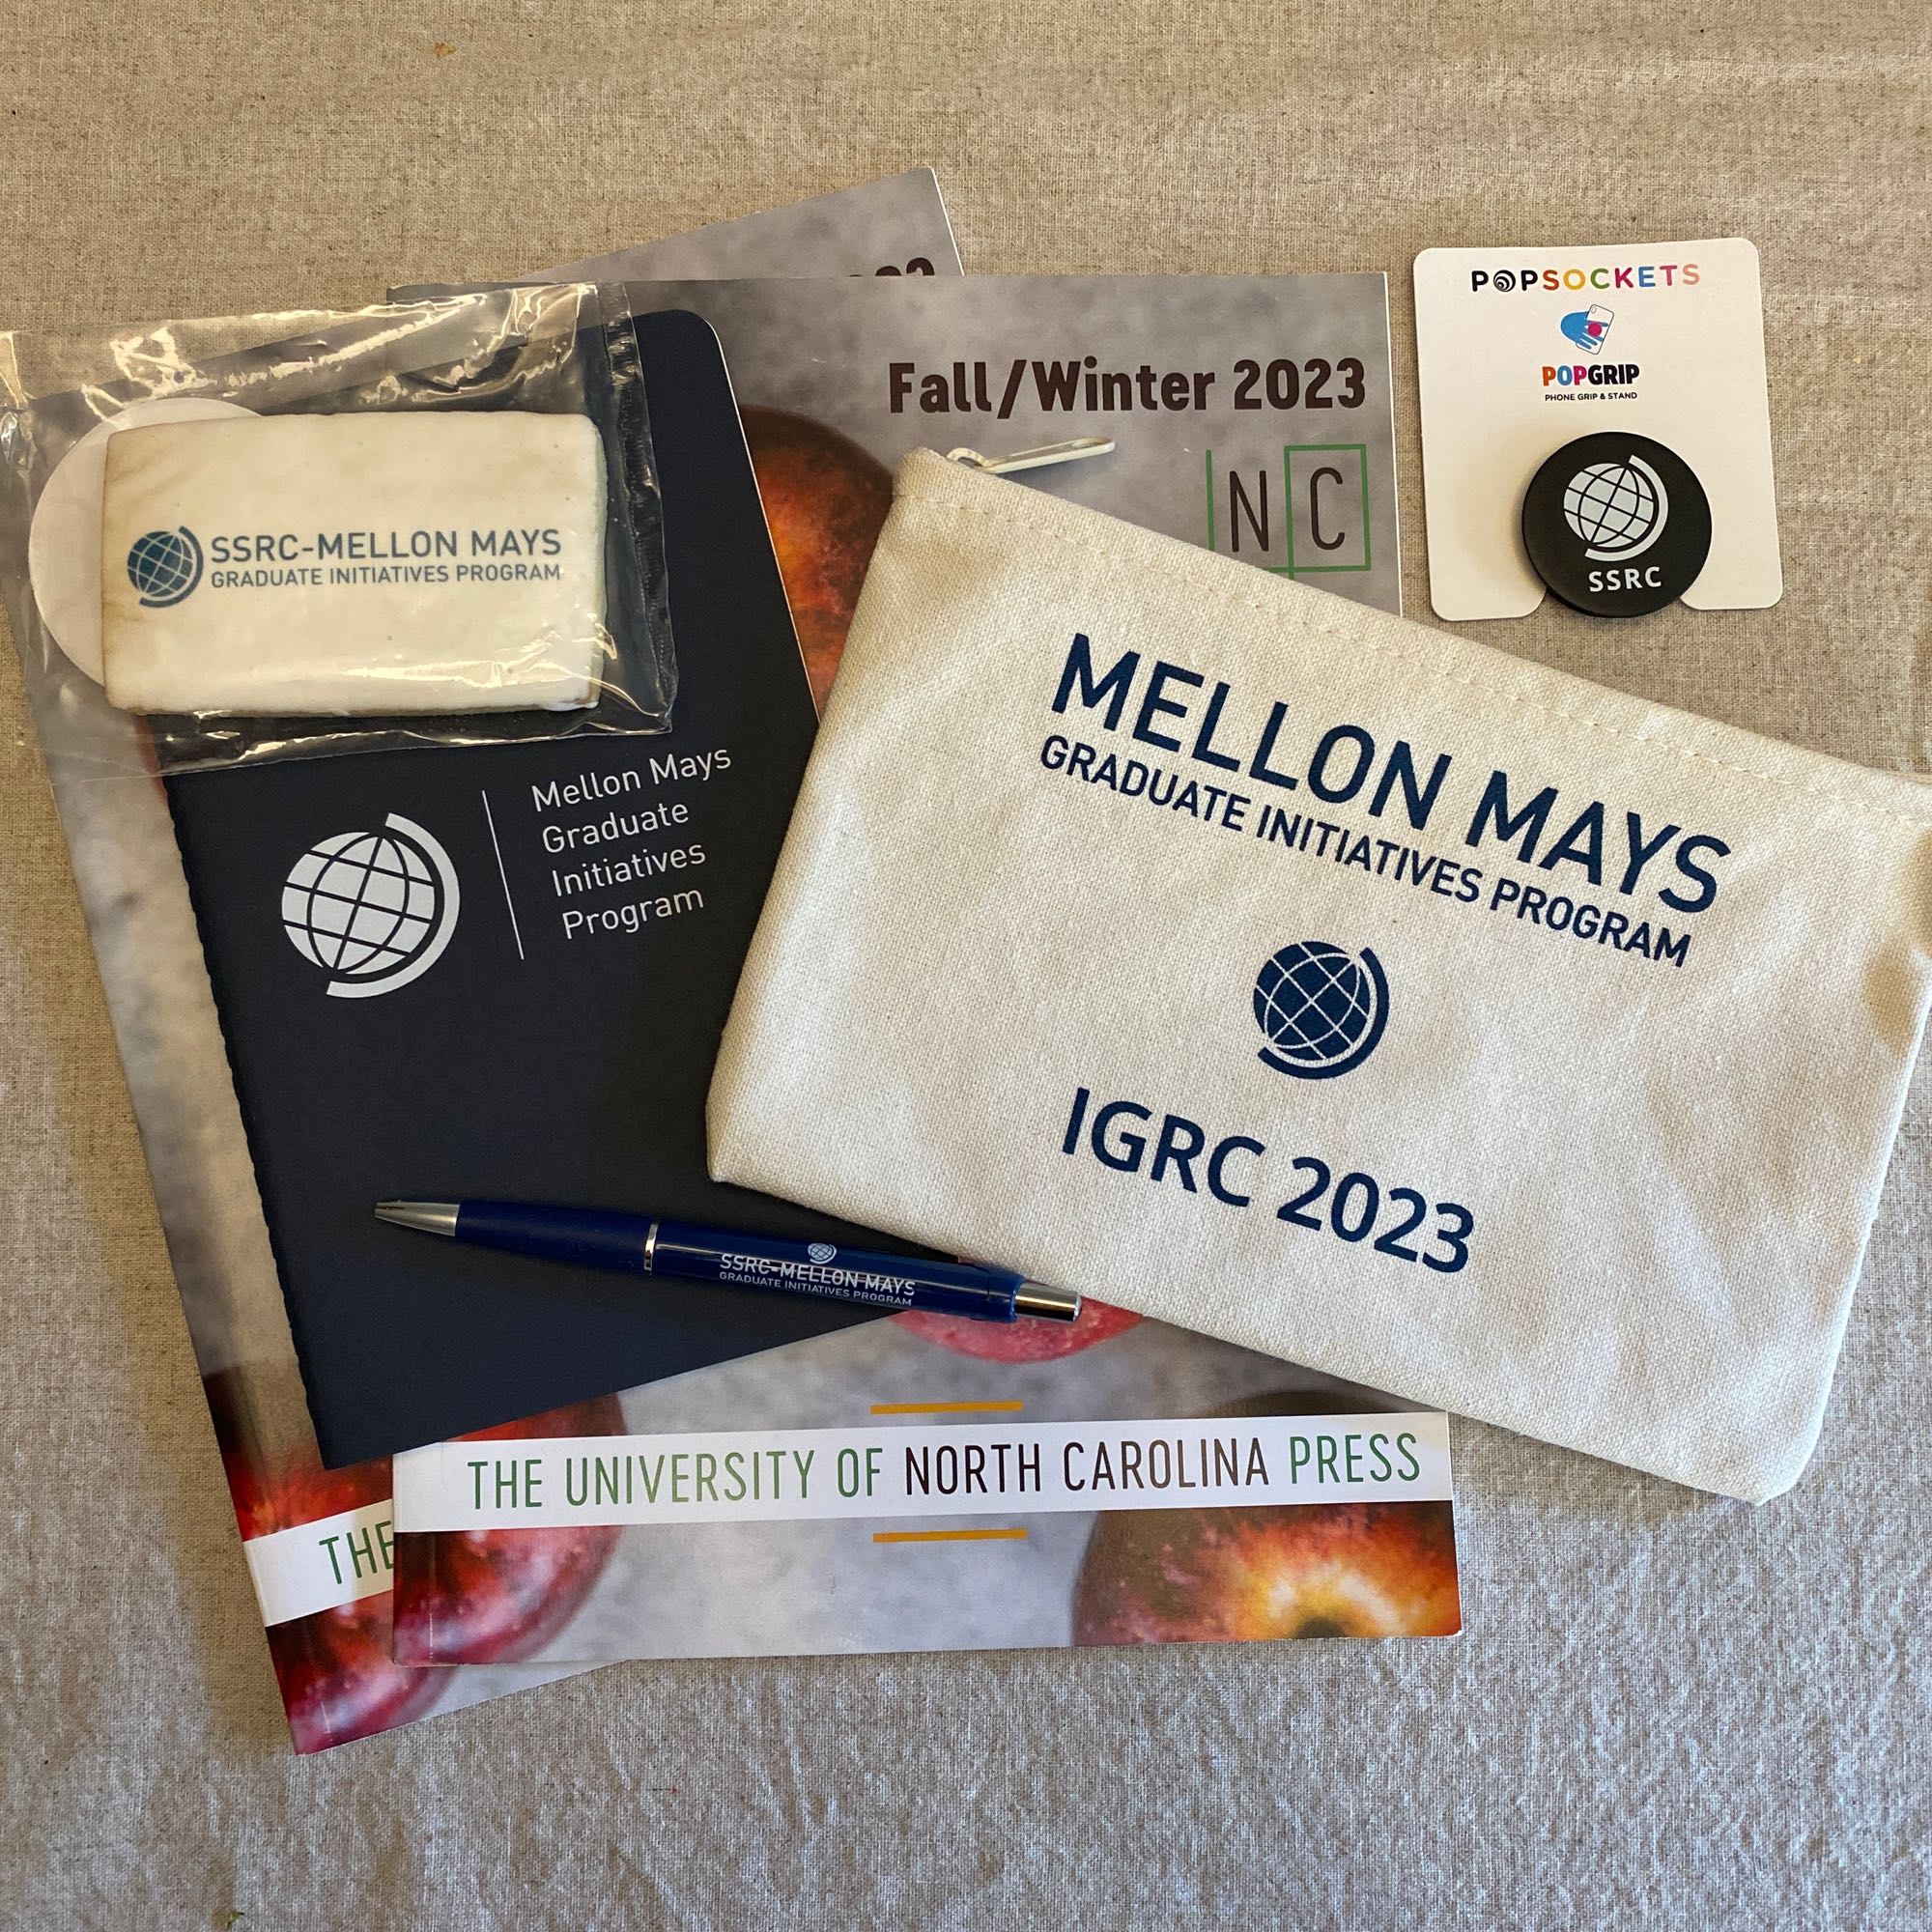 Fall/Winter 2023
N C
POPSOCKETS
POPGRIP
PHONE GRIP & STAND
SSRC
SSRC-MELLON MAYS
GRADUATE INITIATIVES PROGRAM
Mellon Mays
Graduate
Initiatives
Program
MELLON MAYS
GRADUATE INITIATIVES PROGRAM
IGRC 2023
SSRC-MELLON MAYS
GRADUATE INITIATIVES PROGRAM
THE UNIVERSITY OF NORTH CAROLINA PRESS
THE